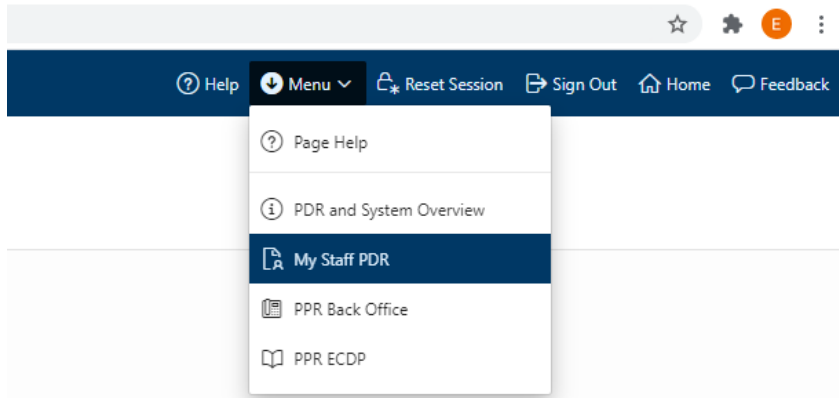 E
Help Menu Reset Session Sign Out Home Feedback
Page Help
PDR and System Overview
My Staff PDR
PPR Back Office
PPR ECDP